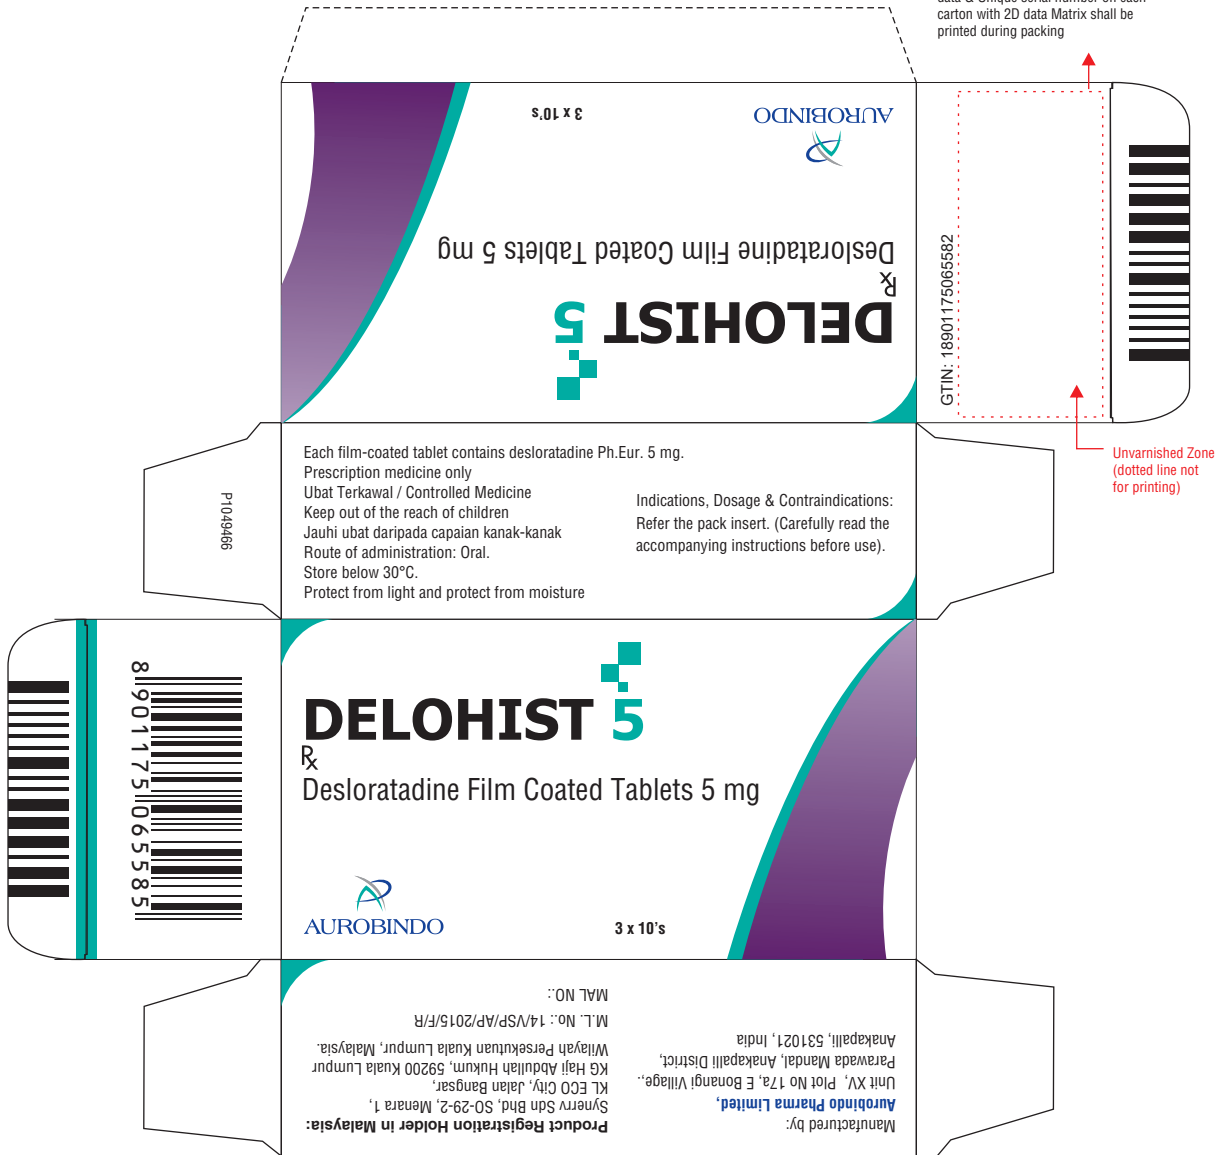 data & Unique serial number on each
carton with 2D data Matrix shall be
printed during packing
3 x 10's
AUROBINDO
Desloratadine Film Coated Tablets 5 mg
Rx
DELOHIST 5
GTIN: 18901175065582
Unvarnished Zone
(dotted line not
for printing)
P1049466
Each film-coated tablet contains desloratadine Ph.Eur. 5 mg.
Prescription medicine only
Ubat Terkawal / Controlled Medicine
Keep out of the reach of children
Jauhi ubat daripada capaian kanak-kanak
Route of administration: Oral.
Store below 30°C.
Protect from light and protect from moisture
Indications, Dosage & Contraindications:
Refer the pack insert. (Carefully read the
accompanying instructions before use).
8 901175 065585
DELOHIST 5
Rx
Desloratadine Film Coated Tablets 5 mg
AUROBINDO
3 x 10's
Product Registration Holder in Malaysia:
Synerrv Sdn Bhd, SO-29-2, Menara 1,
KL ECO City, Jalan Bangsar,
KG Haji Abdullah Hukum, 59200 Kuala Lumpur
Wilayah Persekutuan Kuala Lumpur, Malaysia.
M.L. No.: 14/VSP/AP/2015/F/R
MAL NO.:
Manufactured by:
Aurobindo Pharma Limited,
Unit XV, Plot No 17a, E Bonangi Village,.
Parawada Mandal, Anakapalli District,
Anakapalli, 531021, India